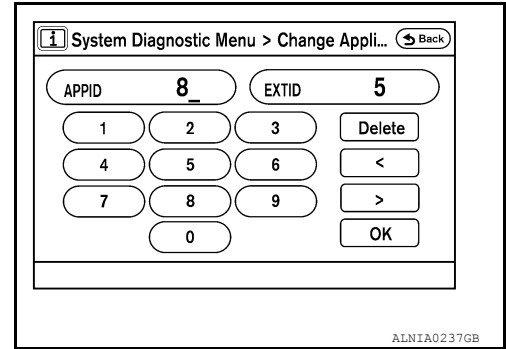 i System Diagnostic Menu > Change Appli... Back
APPID 8_ EXTID 5
1 2 3 Delete
4 5 6 <
7 8 9 >
0 OK
ALNIA0237GB